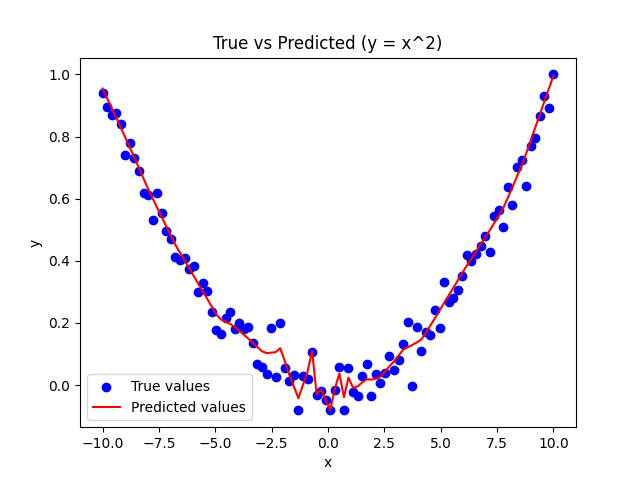 True vs Predicted (y = x^2)
1.0
0.8
0.6
0.4
0.2
0.0
y
True values
Predicted values
−10.0 −7.5 −5.0 −2.5 0.0 2.5 5.0 7.5 10.0
x